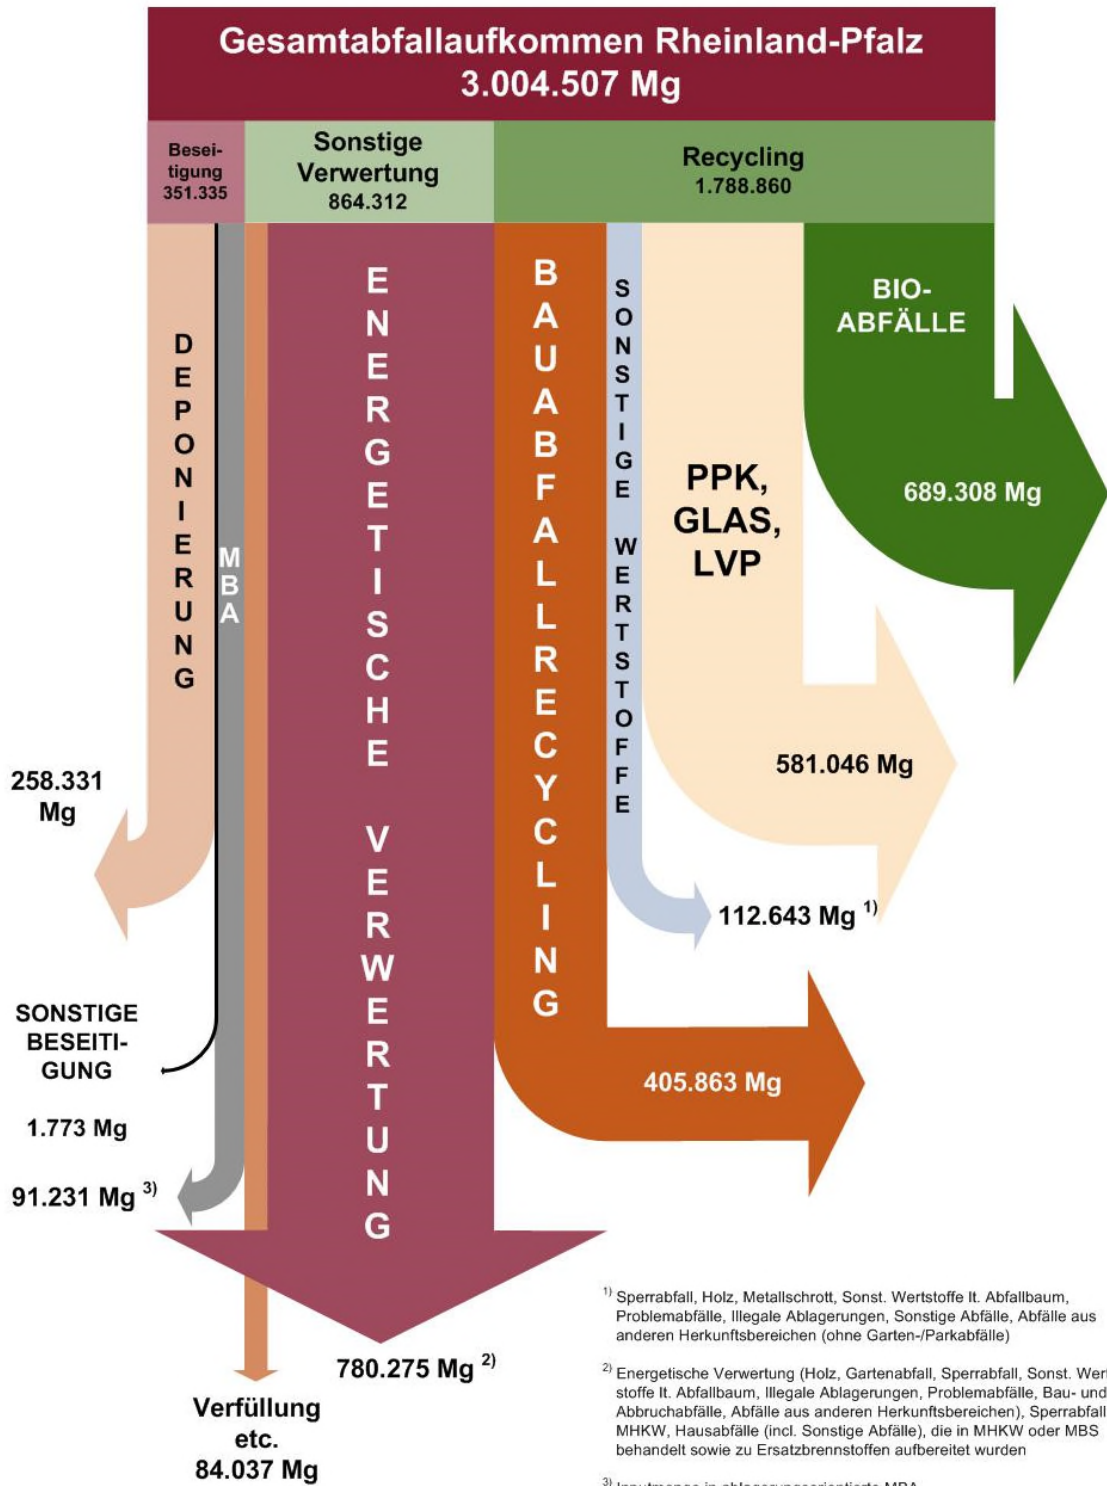 Gesamtabfallaufkommen Rheinland-Pfalz
3.004.507 Mg
Besei-
tigung
351.335
Sonstige
Verwertung
864.312
Recycling
1.788.860
DEPONIERUNG
MBA
ENERGETISCHE VERWERTUNG
BAUABFALLRECYCLING
SONSTIGE WERTSTOFFE
PPK,
GLAS,
LVP
BIO-
ABFÄLLE
689.308 Mg
581.046 Mg
258.331
Mg
112.643 Mg 1)
SONSTIGE
BESEITI-
GUNG
1.773 Mg
405.863 Mg
91.231 Mg 3)
780.275 Mg 2)
Verfüllung
etc.
84.037 Mg
1) Sperrabfall, Holz, Metallschrott, Sonst. Wertstoffe lt. Abfallbaum,
Problemabfälle, Illegale Ablagerungen, Sonstige Abfälle, Abfälle aus
anderen Herkunftsbereichen (ohne Garten-/Parkabfälle)
2) Energetische Verwertung (Holz, Gartenabfall, Sperrabfall, Sonst. Wer
stoffe lt. Abfallbaum, Illegale Ablagerungen, Problemabfälle, Bau- und
Abbruchabfälle, Abfälle aus anderen Herkunftsbereichen), Sperrabfall
MHKW, Hausabfälle (incl. Sonstige Abfälle), die in MHKW oder MBS
behandelt sowie zu Ersatzbrennstoffen aufbereitet wurden
3) Inputmenge in ablagerungsorientierte MBA